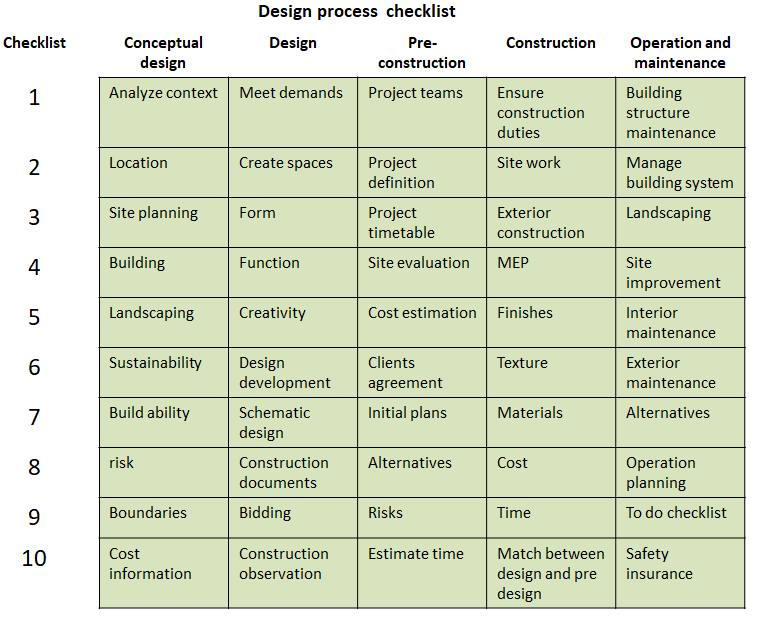 Design process checklist
Checklist
Conceptual
design
Design
Pre-
construction
Construction
Operation and
maintenance
1
Analyze context
Meet demands
Project teams
Ensure
construction
duties
Building
structure
maintenance
2
Location
Create spaces
Project
definition
Site work
Manage
building system
3
Site planning
Form
Project
timetable
Exterior
construction
Landscaping
4
Building
Function
Site evaluation
MEP
Site
improvement
5
Landscaping
Creativity
Cost estimation
Finishes
Interior
maintenance
6
Sustainability
Design
development
Clients
agreement
Texture
Exterior
maintenance
7
Build ability
Schematic
design
Initial plans
Materials
Alternatives
8
risk
Construction
documents
Alternatives
Cost
Operation
planning
9
Boundaries
Bidding
Risks
Time
To do checklist
10
Cost
information
Construction
observation
Estimate time
Match between
design and pre
design
Safety
insurance